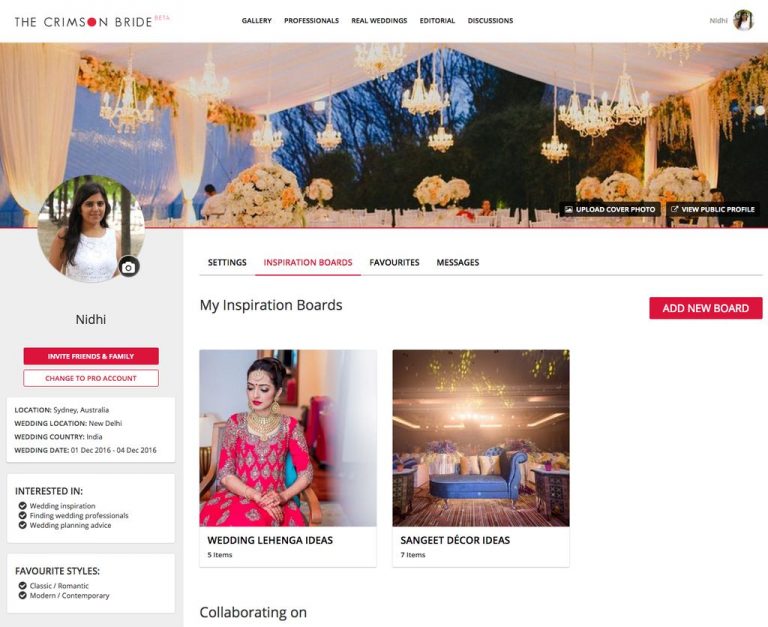 THE CRIMSON BRIDE BETA
GALLERY PROFESSIONALS REAL WEDDINGS EDITORIAL DISCUSSIONS
Nidhi
UPLOAD COVER PHOTO VIEW PUBLIC PROFILE
SETTINGS INSPIRATION BOARDS FAVOURITES MESSAGES
My Inspiration Boards
ADD NEW BOARD
Nidhi
INVITE FRIENDS & FAMILY
CHANGE TO PRO ACCOUNT
LOCATION: Sydney, Australia
WEDDING LOCATION: New Delhi
WEDDING COUNTRY: India
WEDDING DATE: 01 Dec 2016 - 04 Dec 2016
INTERESTED IN:
Wedding inspiration
Finding wedding professionals
Wedding planning advice
FAVOURITE STYLES:
Classic / Romantic
Modern / Contemporary
WEDDING LEHENGA IDEAS
5 Items
SANGEET DÉCOR IDEAS
7 Items
Collaborating on